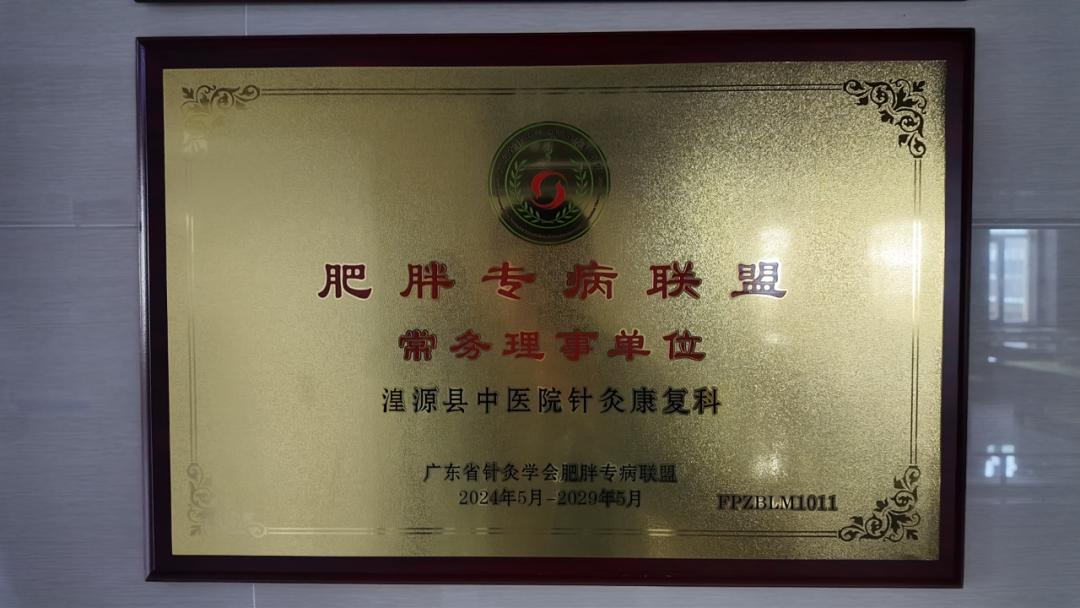 肥胖专病联盟
常务理事单位
湟源县中医院针灸康复科
广东省针灸学会肥胖专病联盟
2024年5月-2029年5月
FPZBLM1011